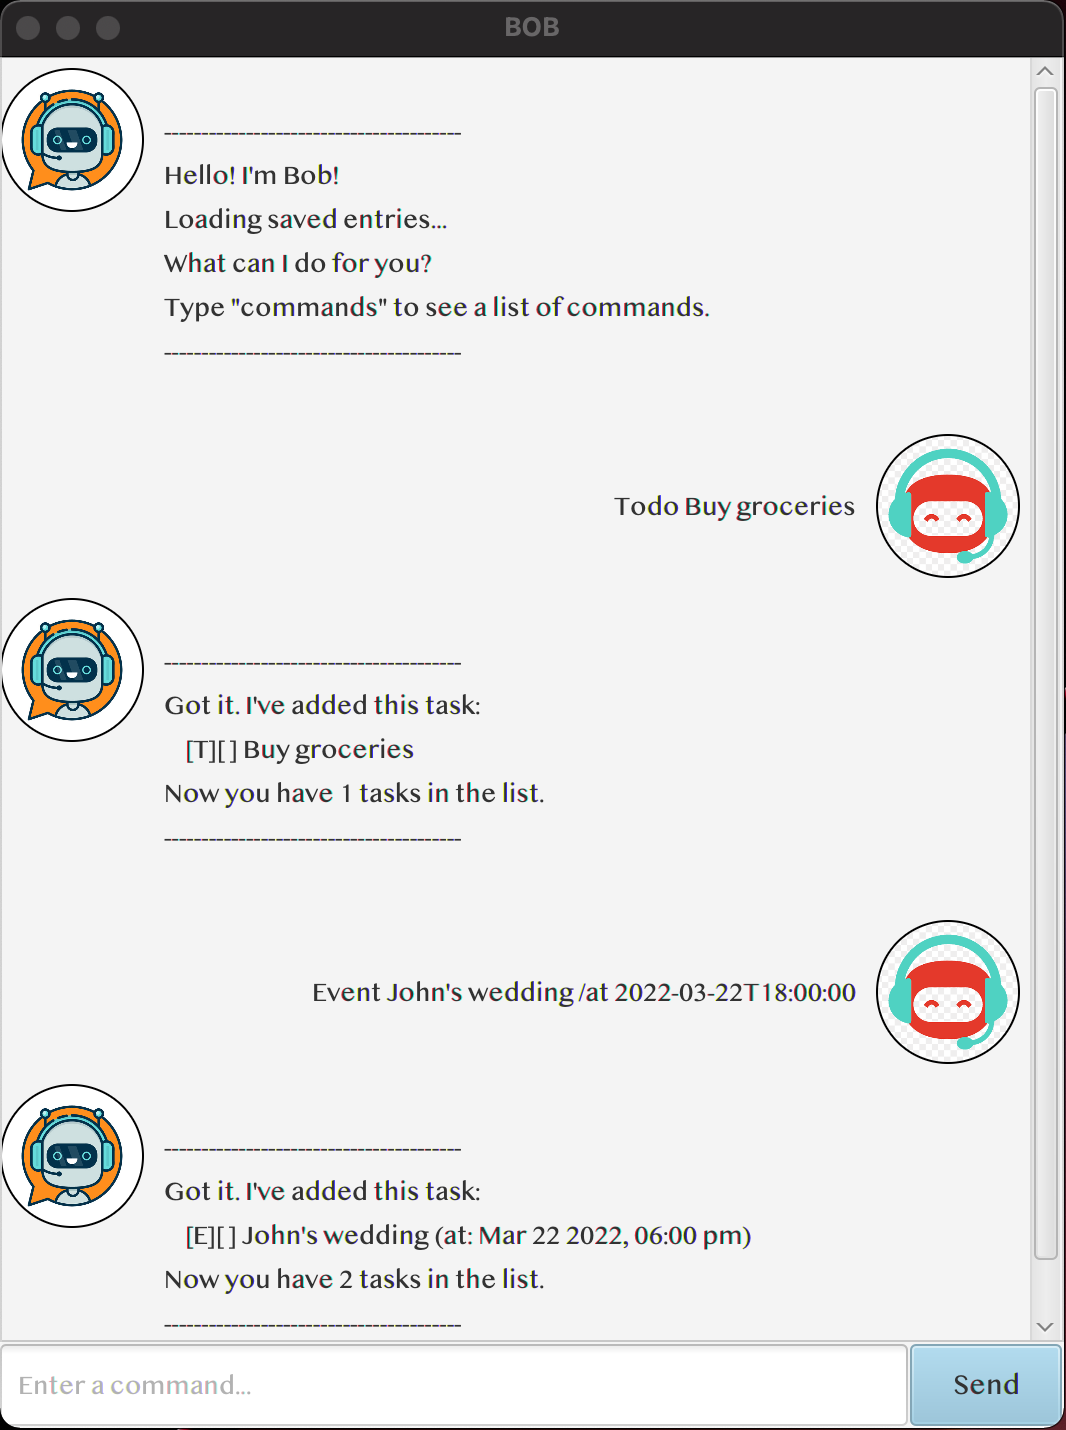 BOB
----------------------------------------
Hello! I'm Bob!
Loading saved entries...
What can I do for you?
Type "commands" to see a list of commands.
----------------------------------------
Todo Buy groceries
----------------------------------------
Got it. I've added this task:
[T][ ] Buy groceries
Now you have 1 tasks in the list.
----------------------------------------
Event John's wedding /at 2022-03-22T18:00:00
----------------------------------------
Got it. I've added this task:
[E][ ] John's wedding (at: Mar 22 2022, 06:00 pm)
Now you have 2 tasks in the list.
----------------------------------------
Enter a command...
Send